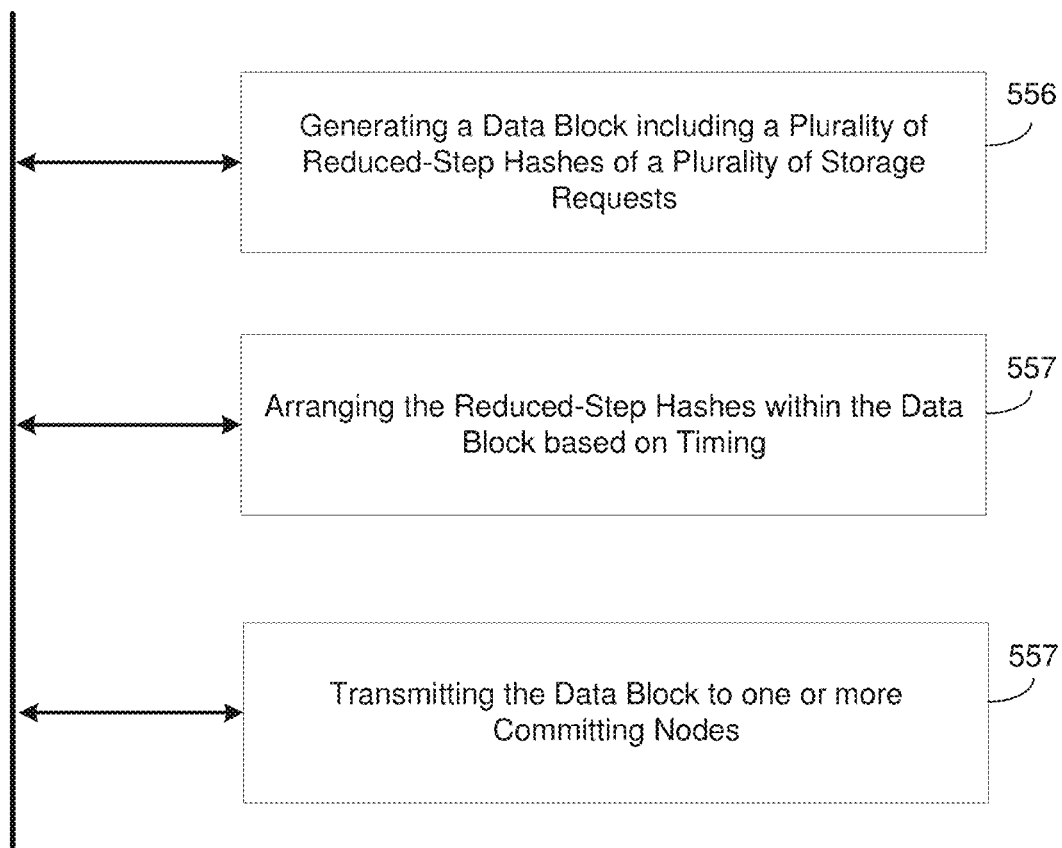 556
Generating a Data Block including a Plurality of
Reduced-Step Hashes of a Plurality of Storage
Requests
557
Arranging the Reduced-Step Hashes within the Data
Block based on Timing
557
Transmitting the Data Block to one or more
Committing Nodes